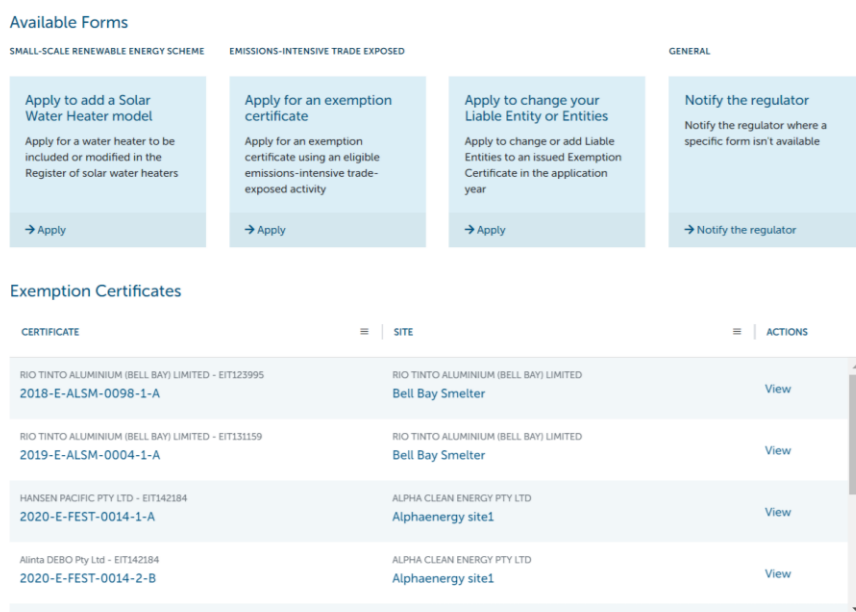 Available Forms
SMALL-SCALE RENEWABLE ENERGY SCHEME
EMISSIONS-INTENSIVE TRADE EXPOSED
GENERAL
Apply to add a Solar
Water Heater model
Apply for a water heater to be
included or modified in the
Register of solar water heaters
→ Apply
Apply for an exemption
certificate
Apply for an exemption
certificate using an eligible
emissions-intensive trade-
exposed activity
→ Apply
Apply to change your
Liable Entity or Entities
Apply to change or add Liable
Entities to an issued Exemption
Certificate in the application
year
→ Apply
Notify the regulator
Notify the regulator where a
specific form isn't available
→ Notify the regulator
Exemption Certificates
CERTIFICATE
SITE
ACTIONS
RIO TINTO ALUMINIUM (BELL BAY) LIMITED - EIT123995
2018-E-ALSM-0098-1-A
RIO TINTO ALUMINIUM (BELL BAY) LIMITED
Bell Bay Smelter
View
RIO TINTO ALUMINIUM (BELL BAY) LIMITED - EIT131159
2019-E-ALSM-0004-1-A
RIO TINTO ALUMINIUM (BELL BAY) LIMITED
Bell Bay Smelter
View
HANSEN PACIFIC PTY LTD - EIT142184
2020-E-FEST-0014-1-A
ALPHA CLEAN ENERGY PTY LTD
Alphaenergy site1
View
Alinta DEBO Pty Ltd - EIT142184
2020-E-FEST-0014-2-B
ALPHA CLEAN ENERGY PTY LTD
Alphaenergy site1
View